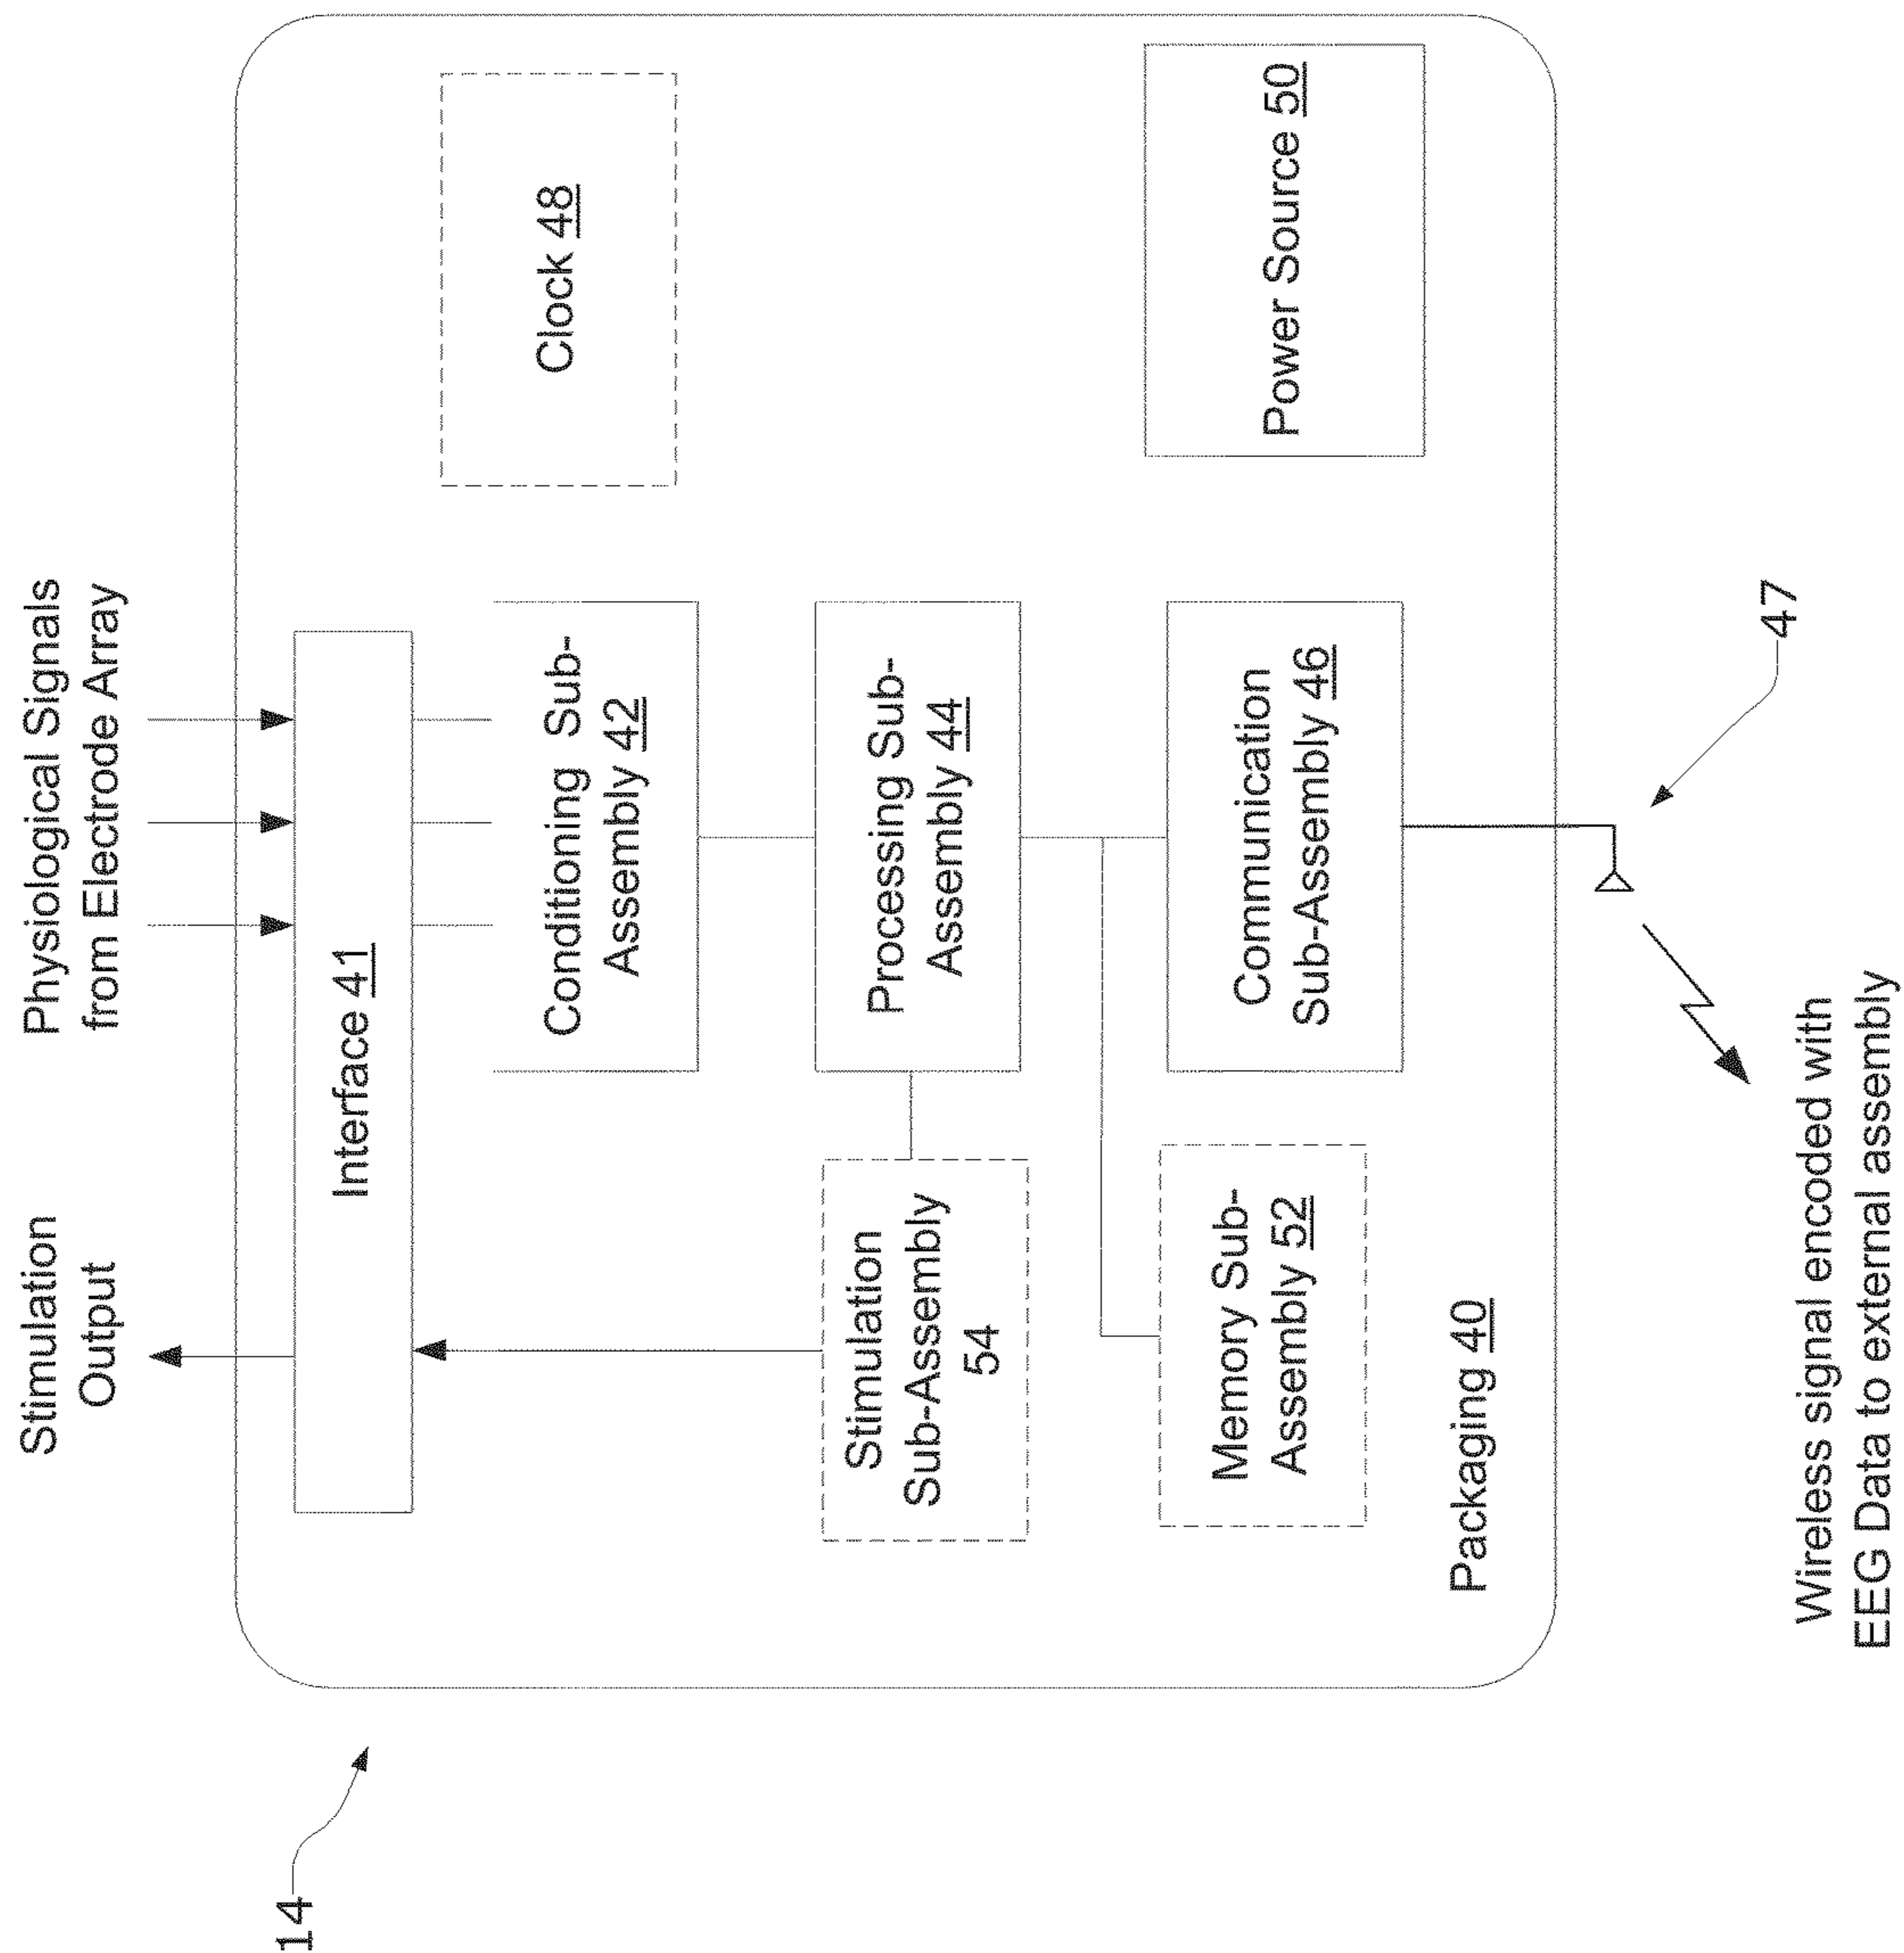 14
Stimulation
Output
Physiological Signals
from Electrode Array
Interface 41
Conditioning Sub-
Assembly 42
Clock 48
Stimulation
Sub-Assembly
54
Processing Sub-
Assembly 44
Memory Sub-
Assembly 52
Communication
Sub-Assembly 46
Power Source 50
Packaging 40
47
Wireless signal encoded with
EEG Data to external assembly